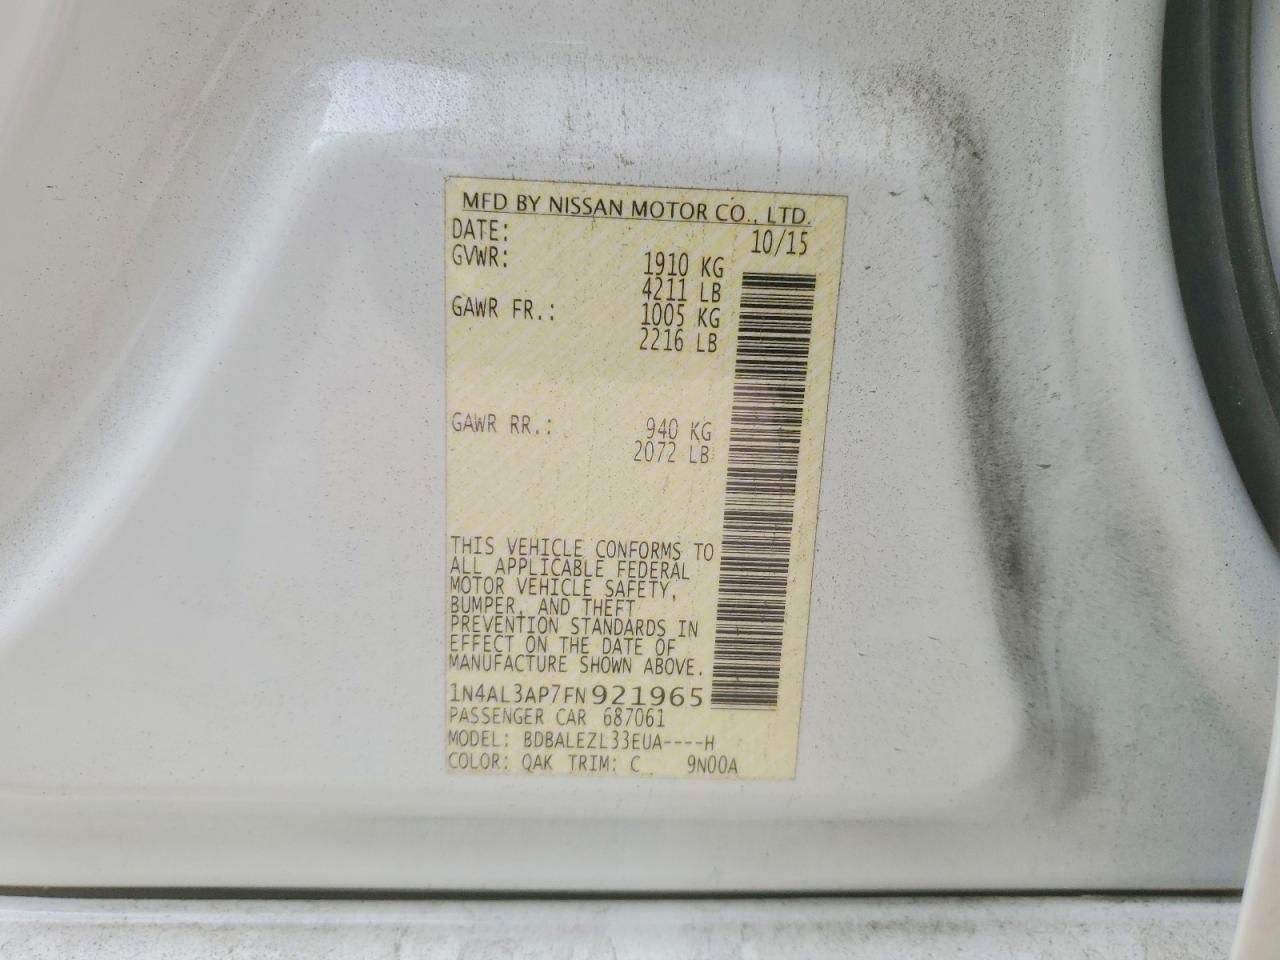 MFD BY NISSAN MOTOR CO., LTD.
DATE: 10/15
GVWR: 1910 KG
4211 LB
GAWR FR.: 1005 KG
2216 LB
GAWR RR.: 940 KG
2072 LB
THIS VEHICLE CONFORMS TO
ALL APPLICABLE FEDERAL
MOTOR VEHICLE SAFETY,
BUMPER, AND THEFT
PREVENTION STANDARDS IN
EFFECT ON THE DATE OF
MANUFACTURE SHOWN ABOVE.
1N4AL3AP7FN921965
PASSENGER CAR 687061
MODEL: BDBALEZL33EUA----H
COLOR: QAK TRIM: C 9N00A